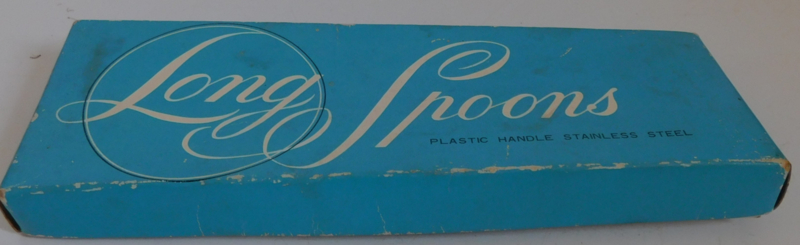 Long Spoons
PLASTIC HANDLE STAINLESS STEEL